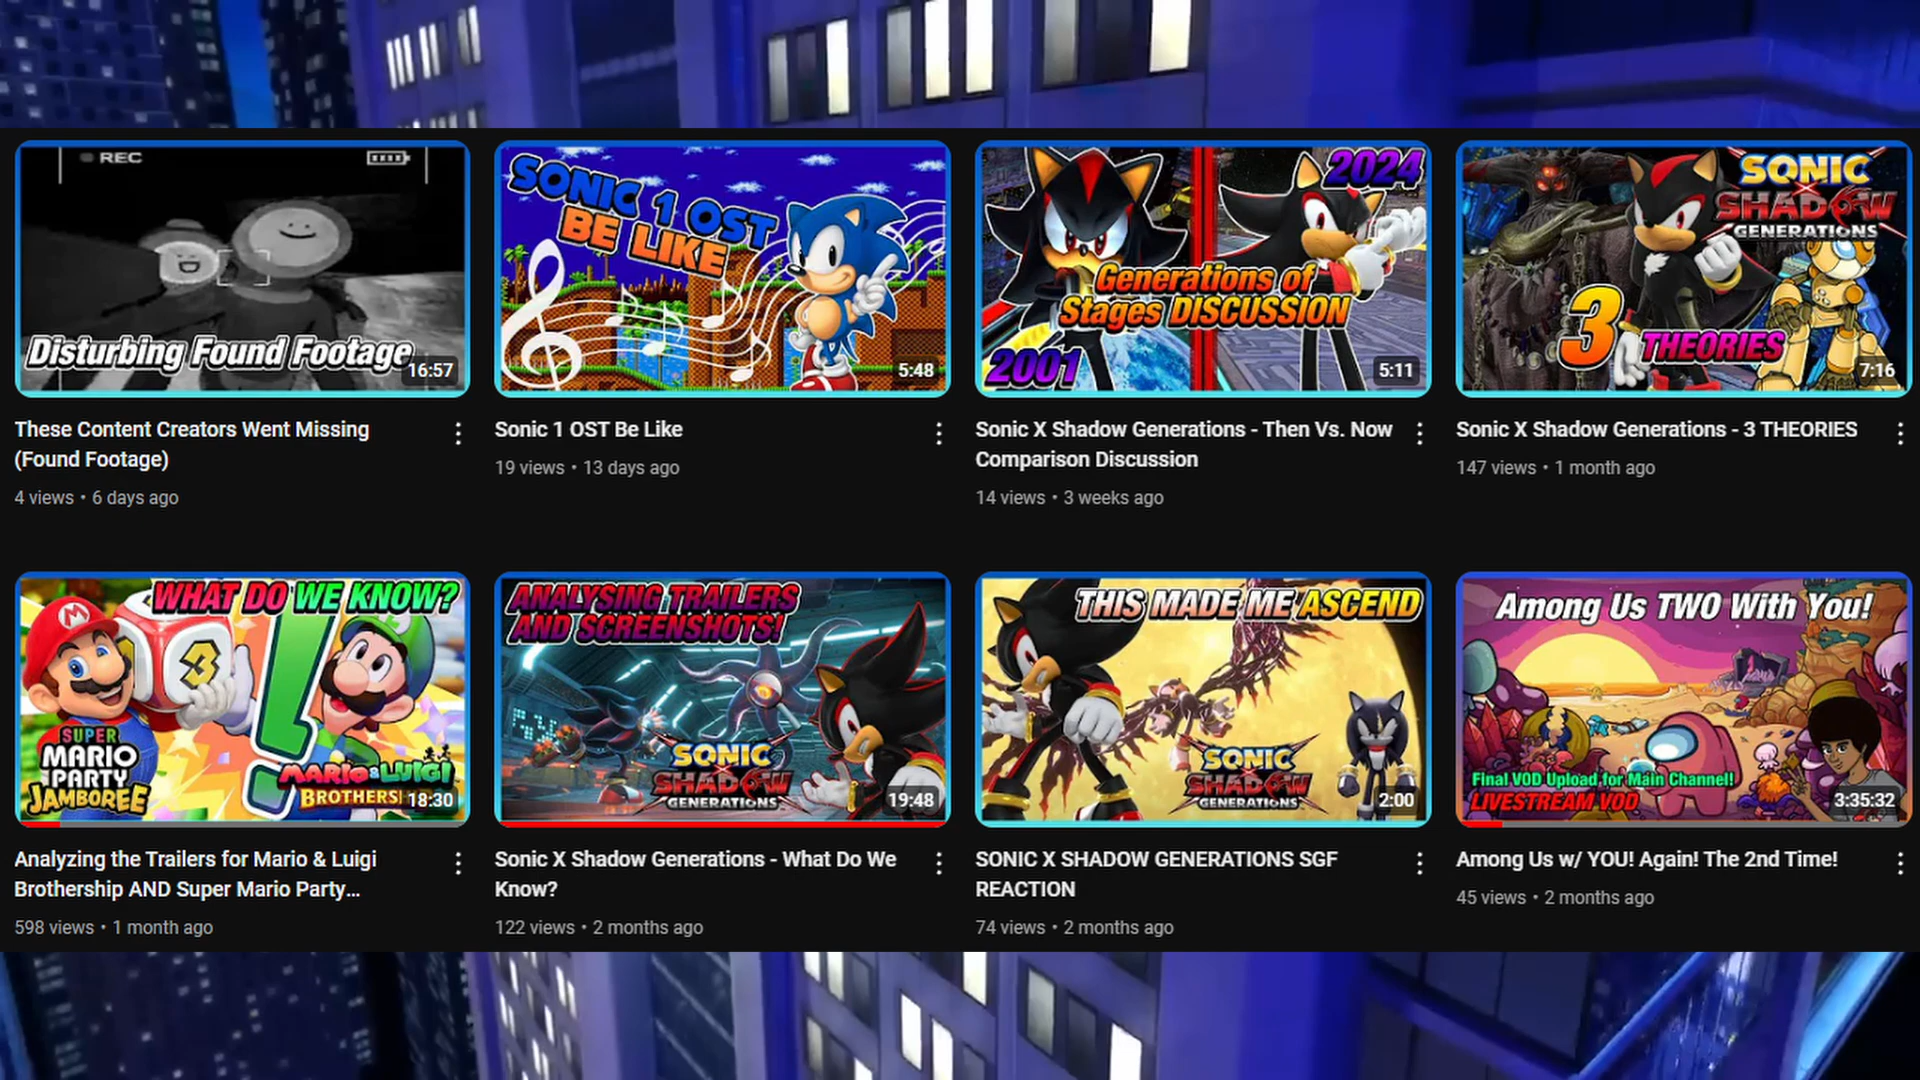 REC
Disturbing Found Footage
16:57
These Content Creators Went Missing
(Found Footage)
4 views • 6 days ago
SONIC 1 OST
BE LIKE
5:48
Sonic 1 OST Be Like
19 views • 13 days ago
2024
Generations of
Stages DISCUSSION
2001
5:11
Sonic X Shadow Generations - Then Vs. Now
Comparison Discussion
14 views • 3 weeks ago
SONIC
X
SHADOW
GENERATIONS
3
THEORIES
7:16
Sonic X Shadow Generations - 3 THEORIES
147 views • 1 month ago
WHAT DO WE KNOW?
M
3
SUPER
MARIO
PARTY
JAMBOREE
MARIO & LUIGI
BROTHERS
18:30
Analyzing the Trailers for Mario & Luigi
Brothership AND Super Mario Party...
598 views • 1 month ago
ANALYSING TRAILERS
AND SCREENSHOTS!
SONIC
X
SHADOW
GENERATIONS
19:48
Sonic X Shadow Generations - What Do We
Know?
122 views • 2 months ago
THIS MADE ME ASCEND
SONIC
X
SHADOW
GENERATIONS
2:00
SONIC X SHADOW GENERATIONS SGF
REACTION
74 views • 2 months ago
Among Us TWO With You!
Final VOD Upload for Main Channel!
LIVESTREAM VOD
3:35:32
Among Us w/ YOU! Again! The 2nd Time!
45 views • 2 months ago